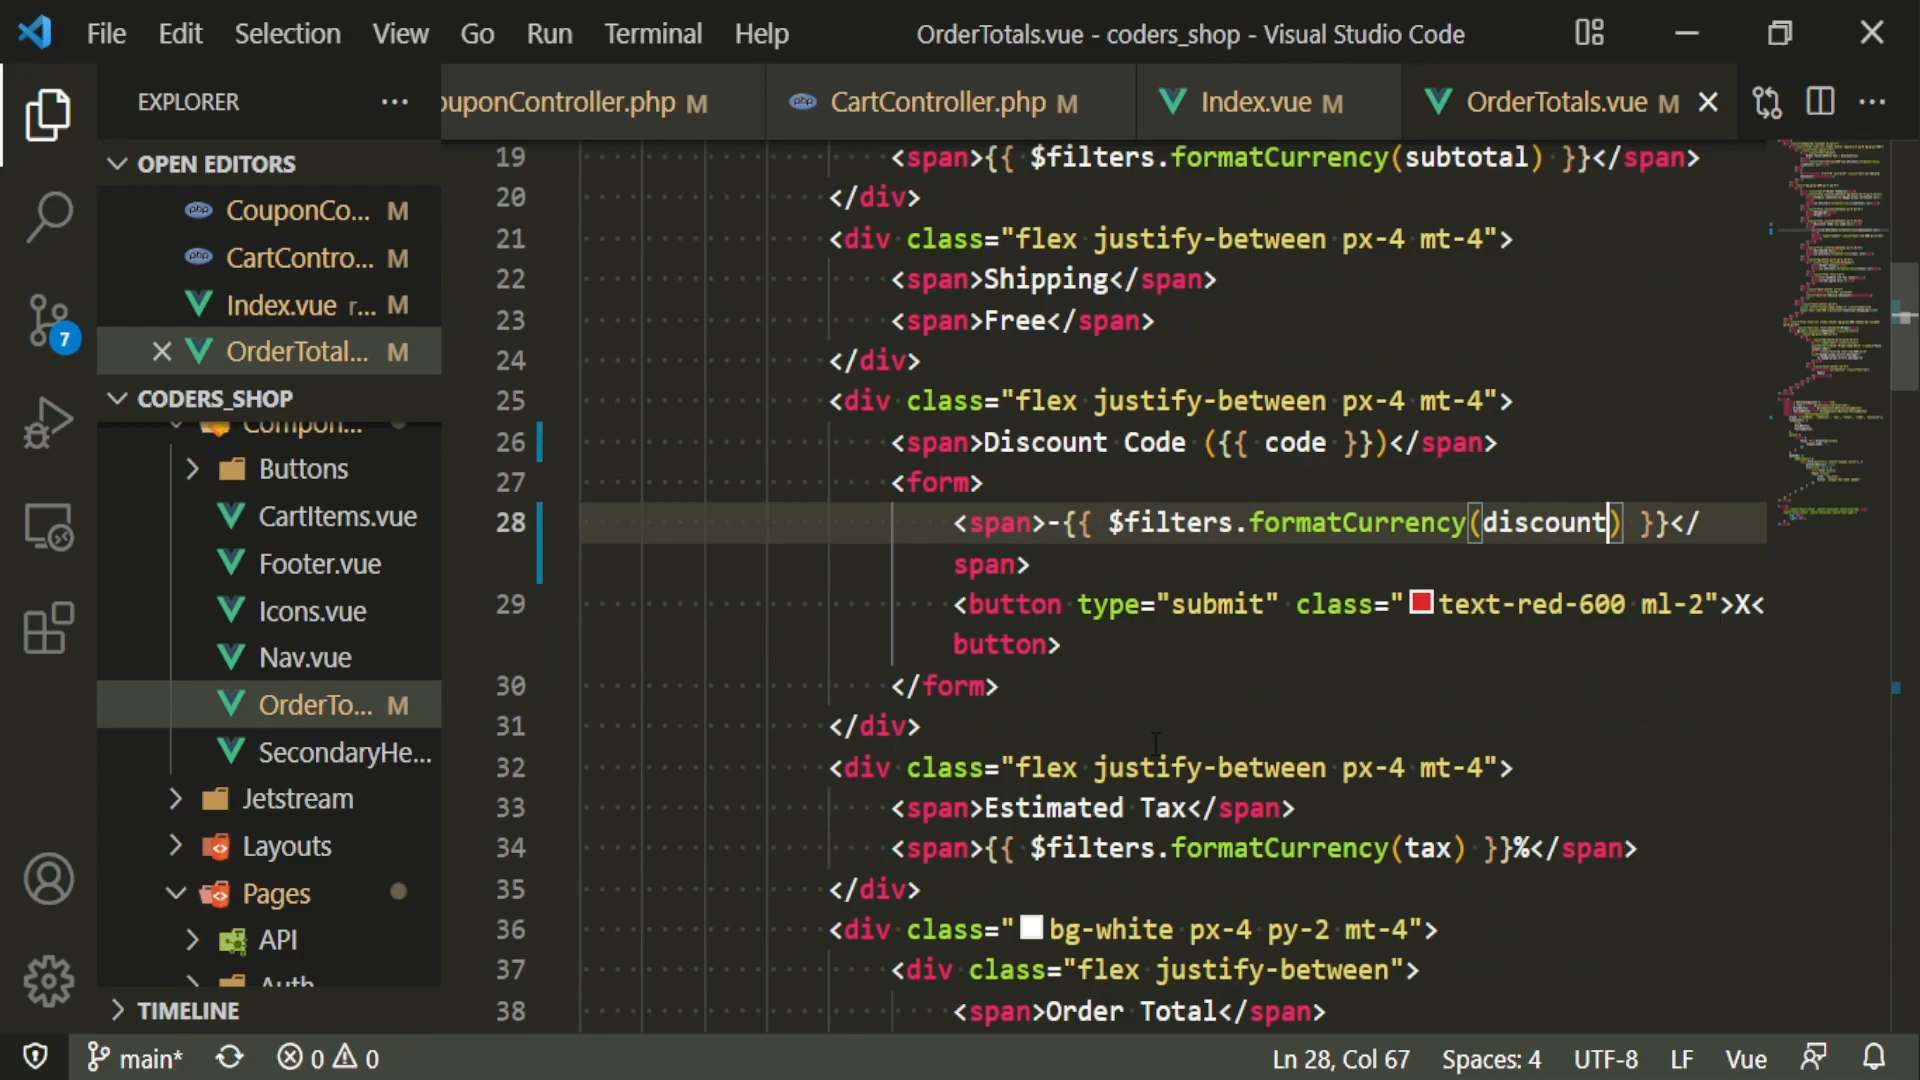 File Edit Selection View Go Run Terminal Help OrderTotals.vue - coders_shop - Visual Studio Code
EXPLORER
ouponController.php M
CartController.php M
Index.vue M
OrderTotals.vue M
OPEN EDITORS
CouponCo... M
CartContro... M
Index.vue r... M
OrderTotal... M
CODERS_SHOP
Compon...
Buttons
CartItems.vue
Footer.vue
Icons.vue
Nav.vue
OrderTo... M
SecondaryHe...
Jetstream
Layouts
Pages
API
Auth
TIMELINE
7
19 <span>{{ $filters.formatCurrency(subtotal) }}</span>
20 </div>
21 <div class="flex justify-between px-4 mt-4">
22 <span>Shipping</span>
23 <span>Free</span>
24 </div>
25 <div class="flex justify-between px-4 mt-4">
26 <span>Discount Code ({{ code }})</span>
27 <form>
28 <span>-{{ $filters.formatCurrency(discount) }}</
span>
29 <button type="submit" class="text-red-600 ml-2">X<
button>
30 </form>
31 </div>
32 <div class="flex justify-between px-4 mt-4">
33 <span>Estimated Tax</span>
34 <span>{{ $filters.formatCurrency(tax) }}%</span>
35 </div>
36 <div class="bg-white px-4 py-2 mt-4">
37 <div class="flex justify-between">
38 <span>Order Total</span>
main* 0 0 Ln 28, Col 67 Spaces: 4 UTF-8 LF Vue